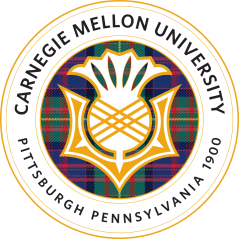 CARNEGIE MELLON UNIVERSITY
PITTSBURGH PENNSYLVANIA 1900